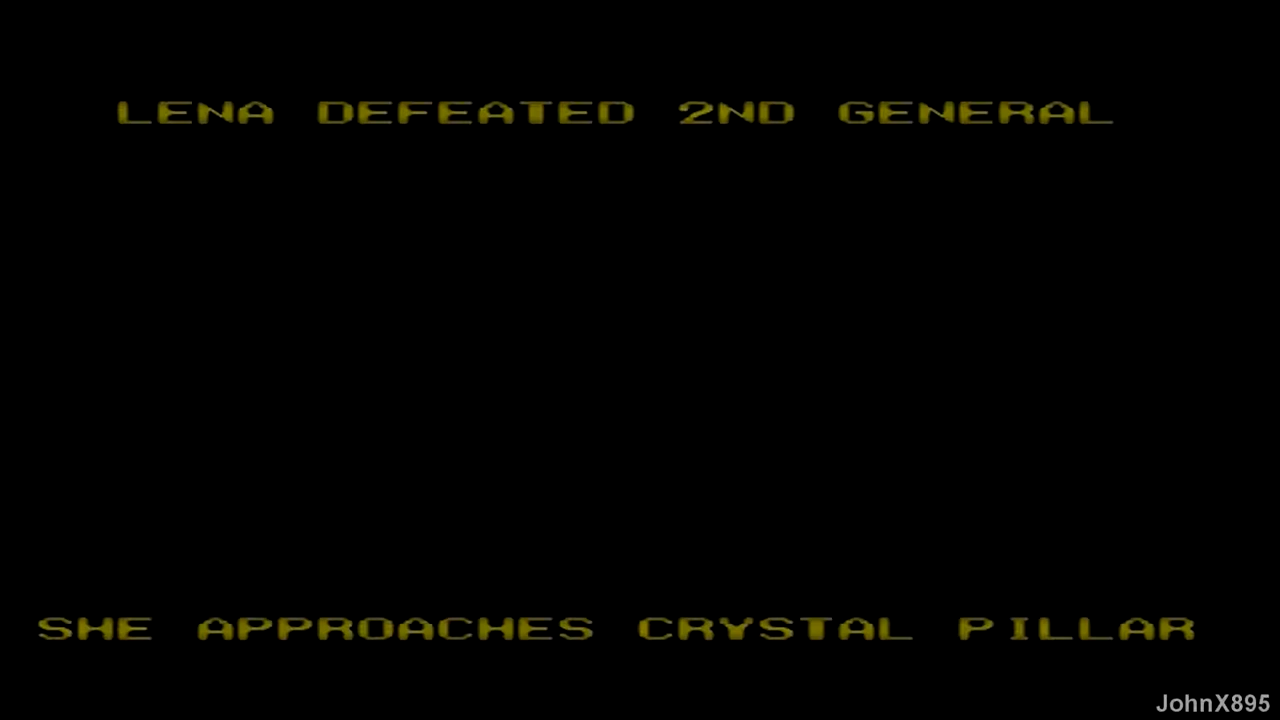 LENA DEFEATED 2ND GENERAL
SHE APPROACHES CRYSTAL PILLAR
JohnX895